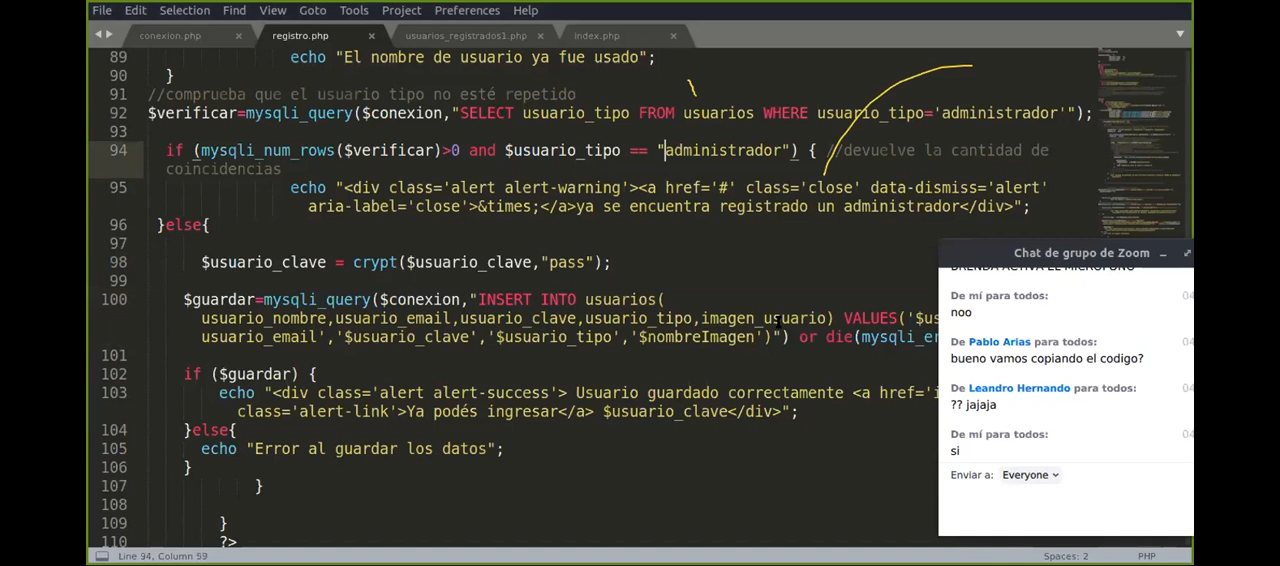 File Edit Selection Find View Goto Tools Project Preferences Help
conexion.php × registro.php × usuarios_registrados1.php × index.php ×
89 echo "El nombre de usuario ya fue usado";
90 }
91 //comprueba que el usuario tipo no esté repetido
92 $verificar=mysqli_query($conexion,"SELECT usuario_tipo FROM usuarios WHERE usuario_tipo='administrador'");
93
94 if (mysqli_num_rows($verificar)>0 and $usuario_tipo == "administrador") { //devuelve la cantidad de
coincidencias
95 echo "<div class='alert alert-warning'><a href='#' class='close' data-dismiss='alert'
aria-label='close'>&times;</a>ya se encuentra registrado un administrador</div>";
96 }else{
97
98 $usuario_clave = crypt($usuario_clave,"pass");
99
100 $guardar=mysqli_query($conexion,"INSERT INTO usuarios(
usuario_nombre,usuario_email,usuario_clave,usuario_tipo,imagen_usuario) VALUES('$us
usuario_email','$usuario_clave','$usuario_tipo','$nombreImagen')") or die(mysqli_er
101
102 if ($guardar) {
103 echo "<div class='alert alert-success'> Usuario guardado correctamente <a href='i
class='alert-link'>Ya podés ingresar</a> $usuario_clave</div>";
104 }else{
105 echo "Error al guardar los datos";
106 }
107 }
108
109 }
110 ?>
Chat de grupo de Zoom
BRENDA ACTIVA EL MICROFONO
De mí para todos: 04
noo
De Pablo Arias para todos: 04
bueno vamos copiando el codigo?
De Leandro Hernando para todos: 04
?? jajaja
De mí para todos: 04
si
Enviar a: Everyone
Line 94, Column 59 Spaces: 2 PHP